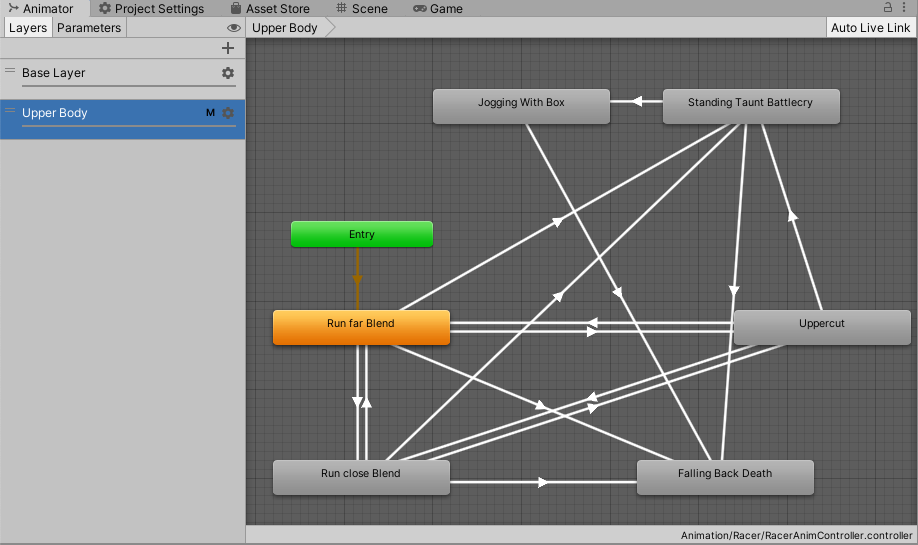 Animator Project Settings Asset Store Scene Game
Layers Parameters Upper Body Auto Live Link
Base Layer
Upper Body M
Jogging With Box Standing Taunt Battlecry
Entry
Run far Blend Uppercut
Run close Blend Falling Back Death
Animation/Racer/RacerAnimController.controller